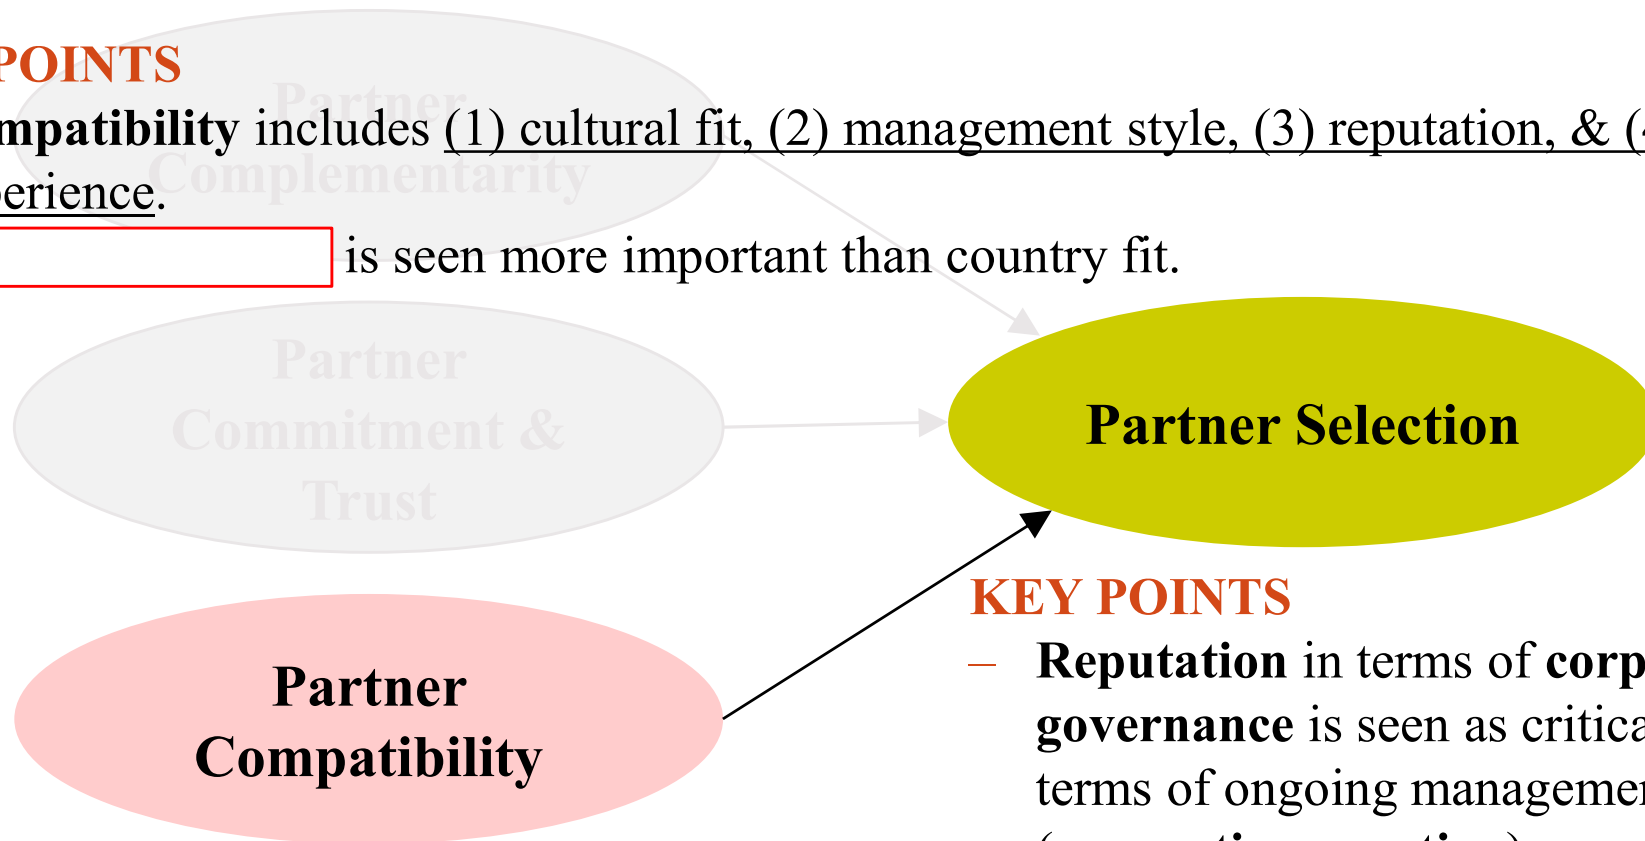 POINTS
mpatibility includes (1) cultural fit, (2) management style, (3) reputation, & (4
perience.
is seen more important than country fit.
Partner
Complementarity
Partner
Commitment &
Trust
Partner Selection
Partner
Compatibility
KEY POINTS
– Reputation in terms of corp
governance is seen as critica
terms of ongoing managemen